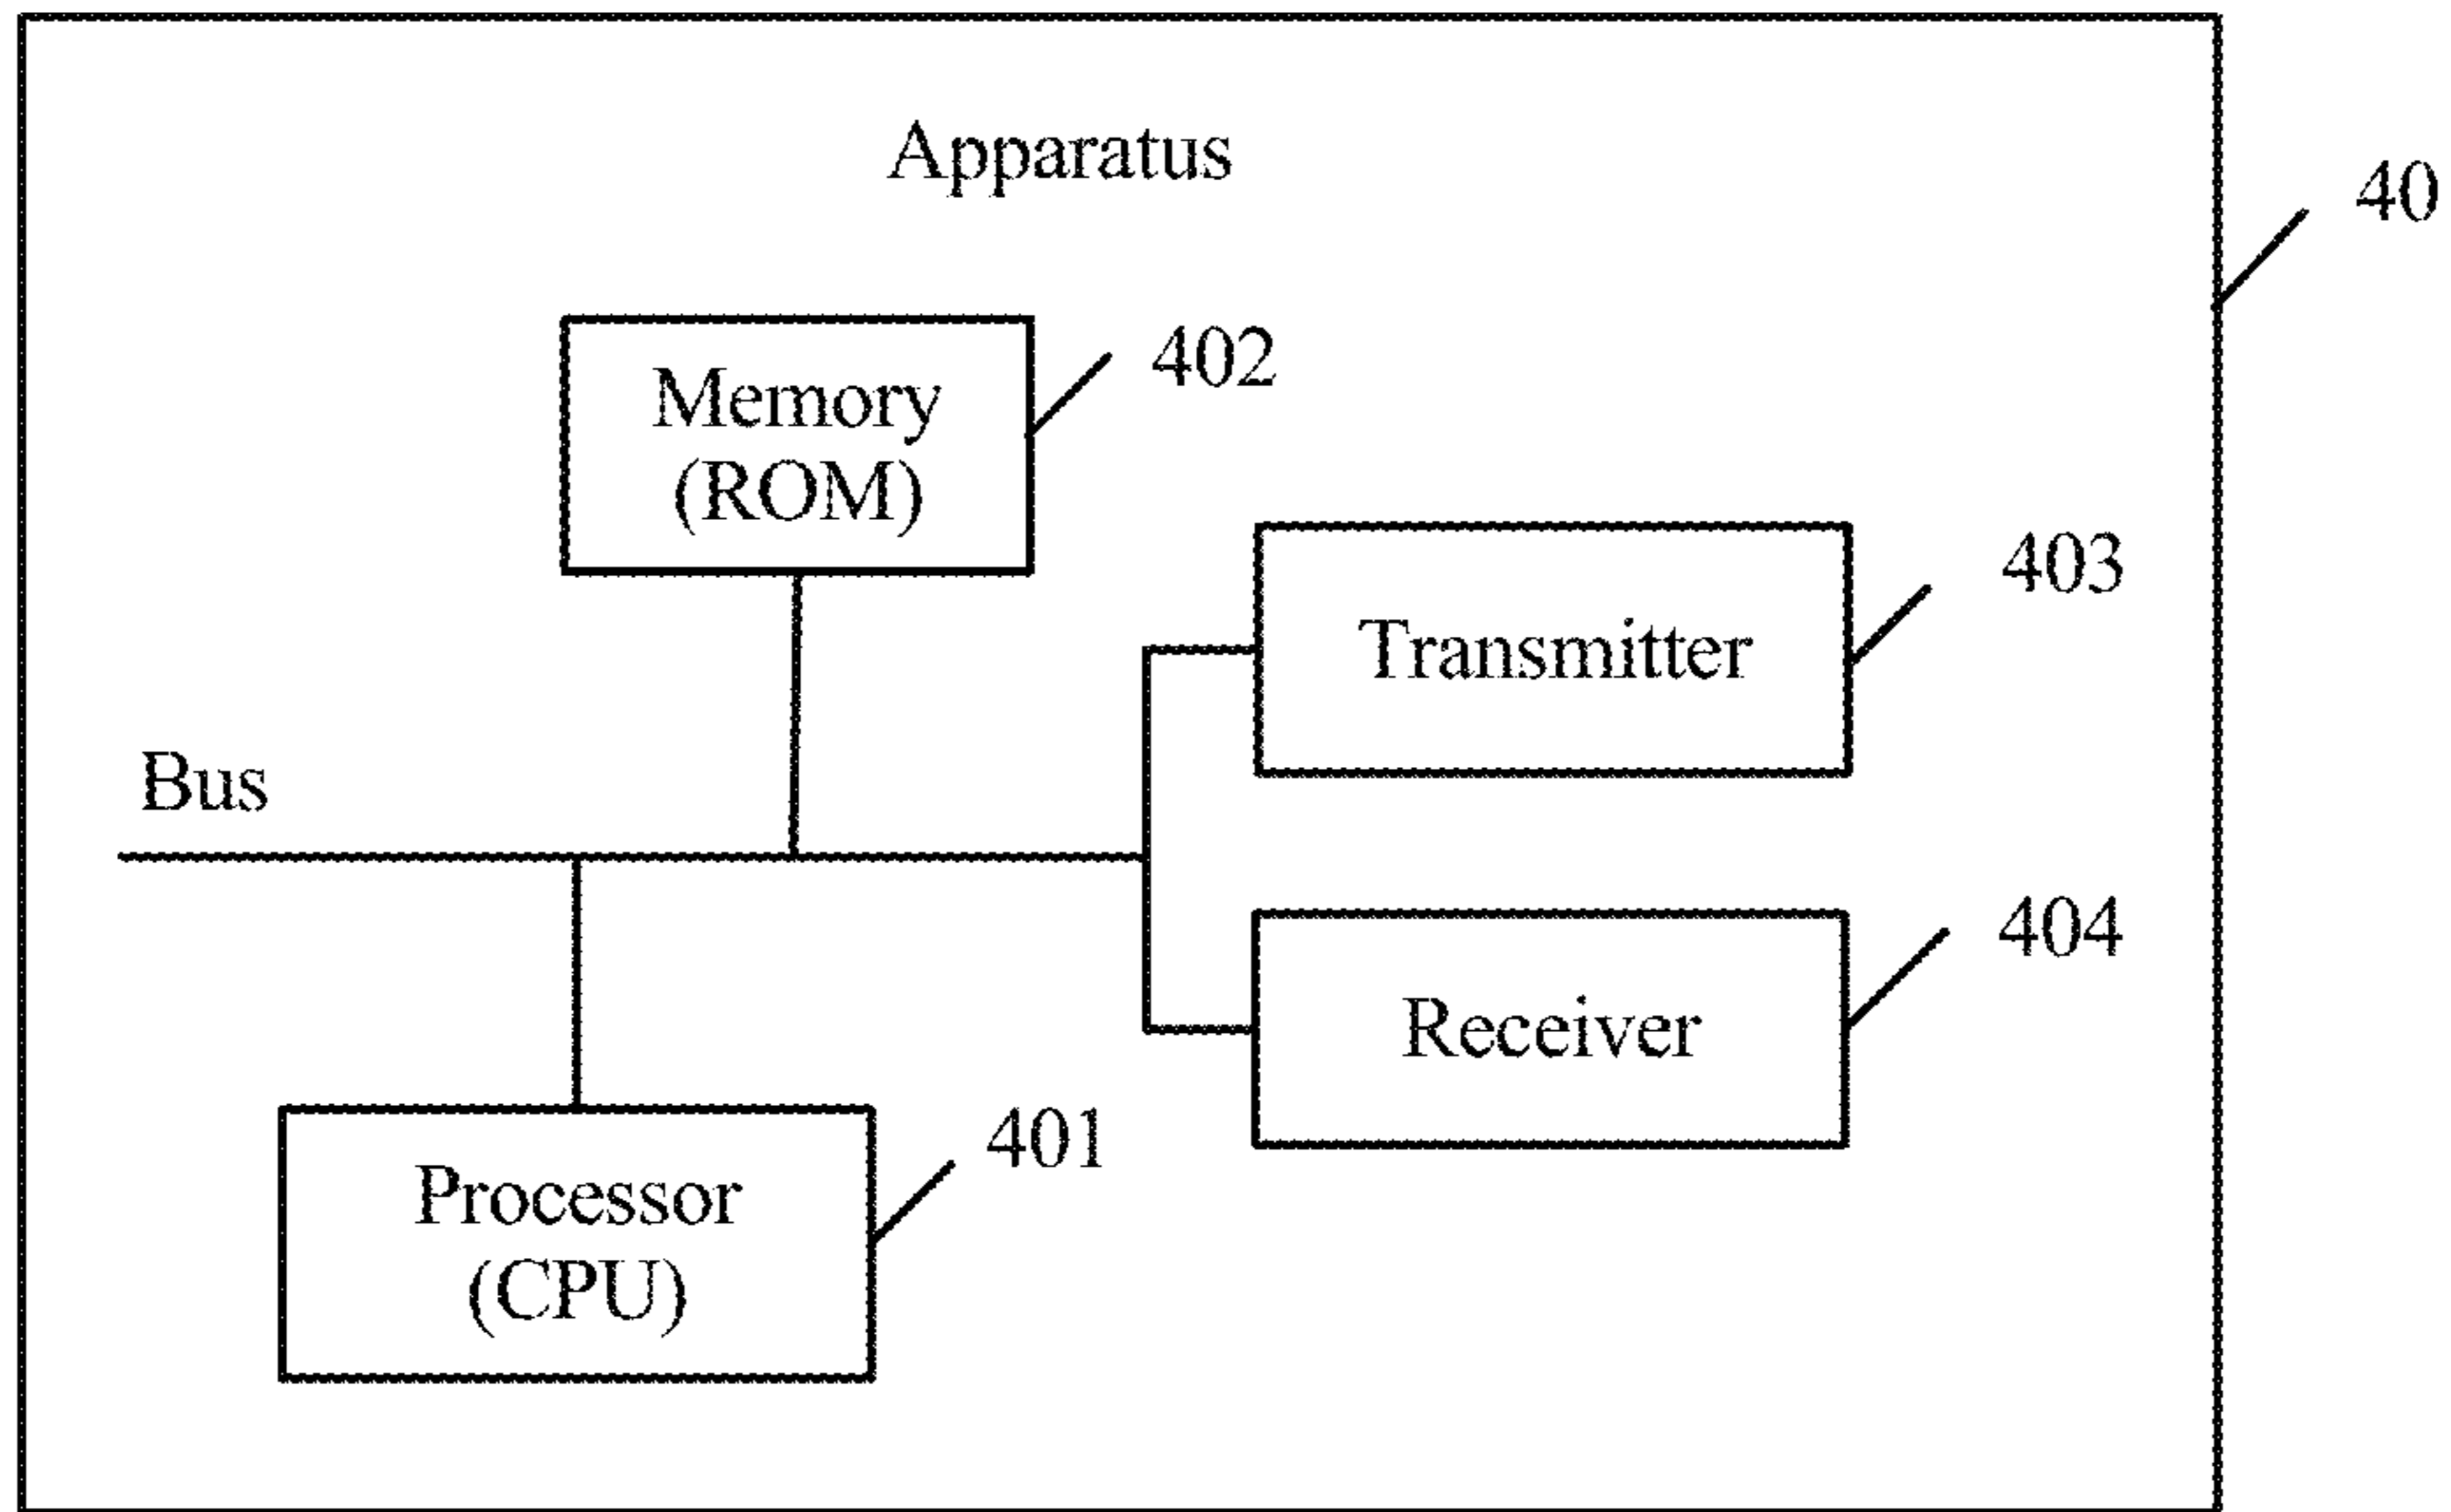 Apparatus
40
Memory
(ROM)
402
Transmitter
403
Bus
Receiver
404
Processor
(CPU)
401